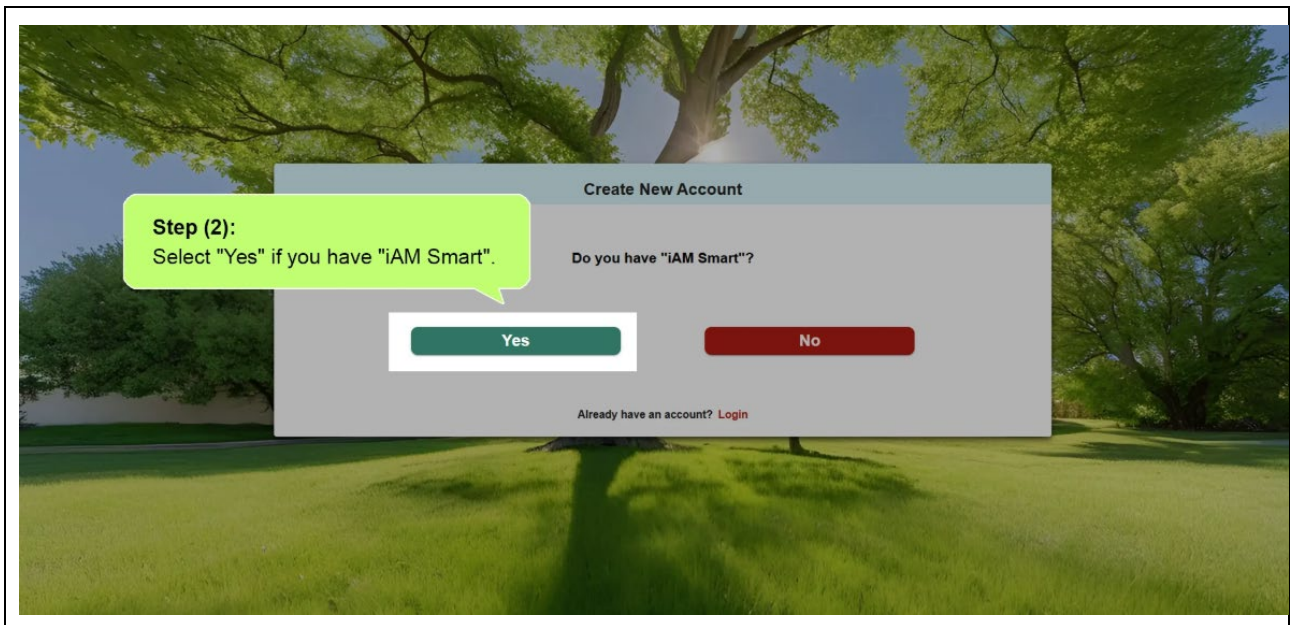 Create New Account
Step (2):
Select "Yes" if you have "iAM Smart".
Do you have "iAM Smart"?
Yes
No
Already have an account? Login